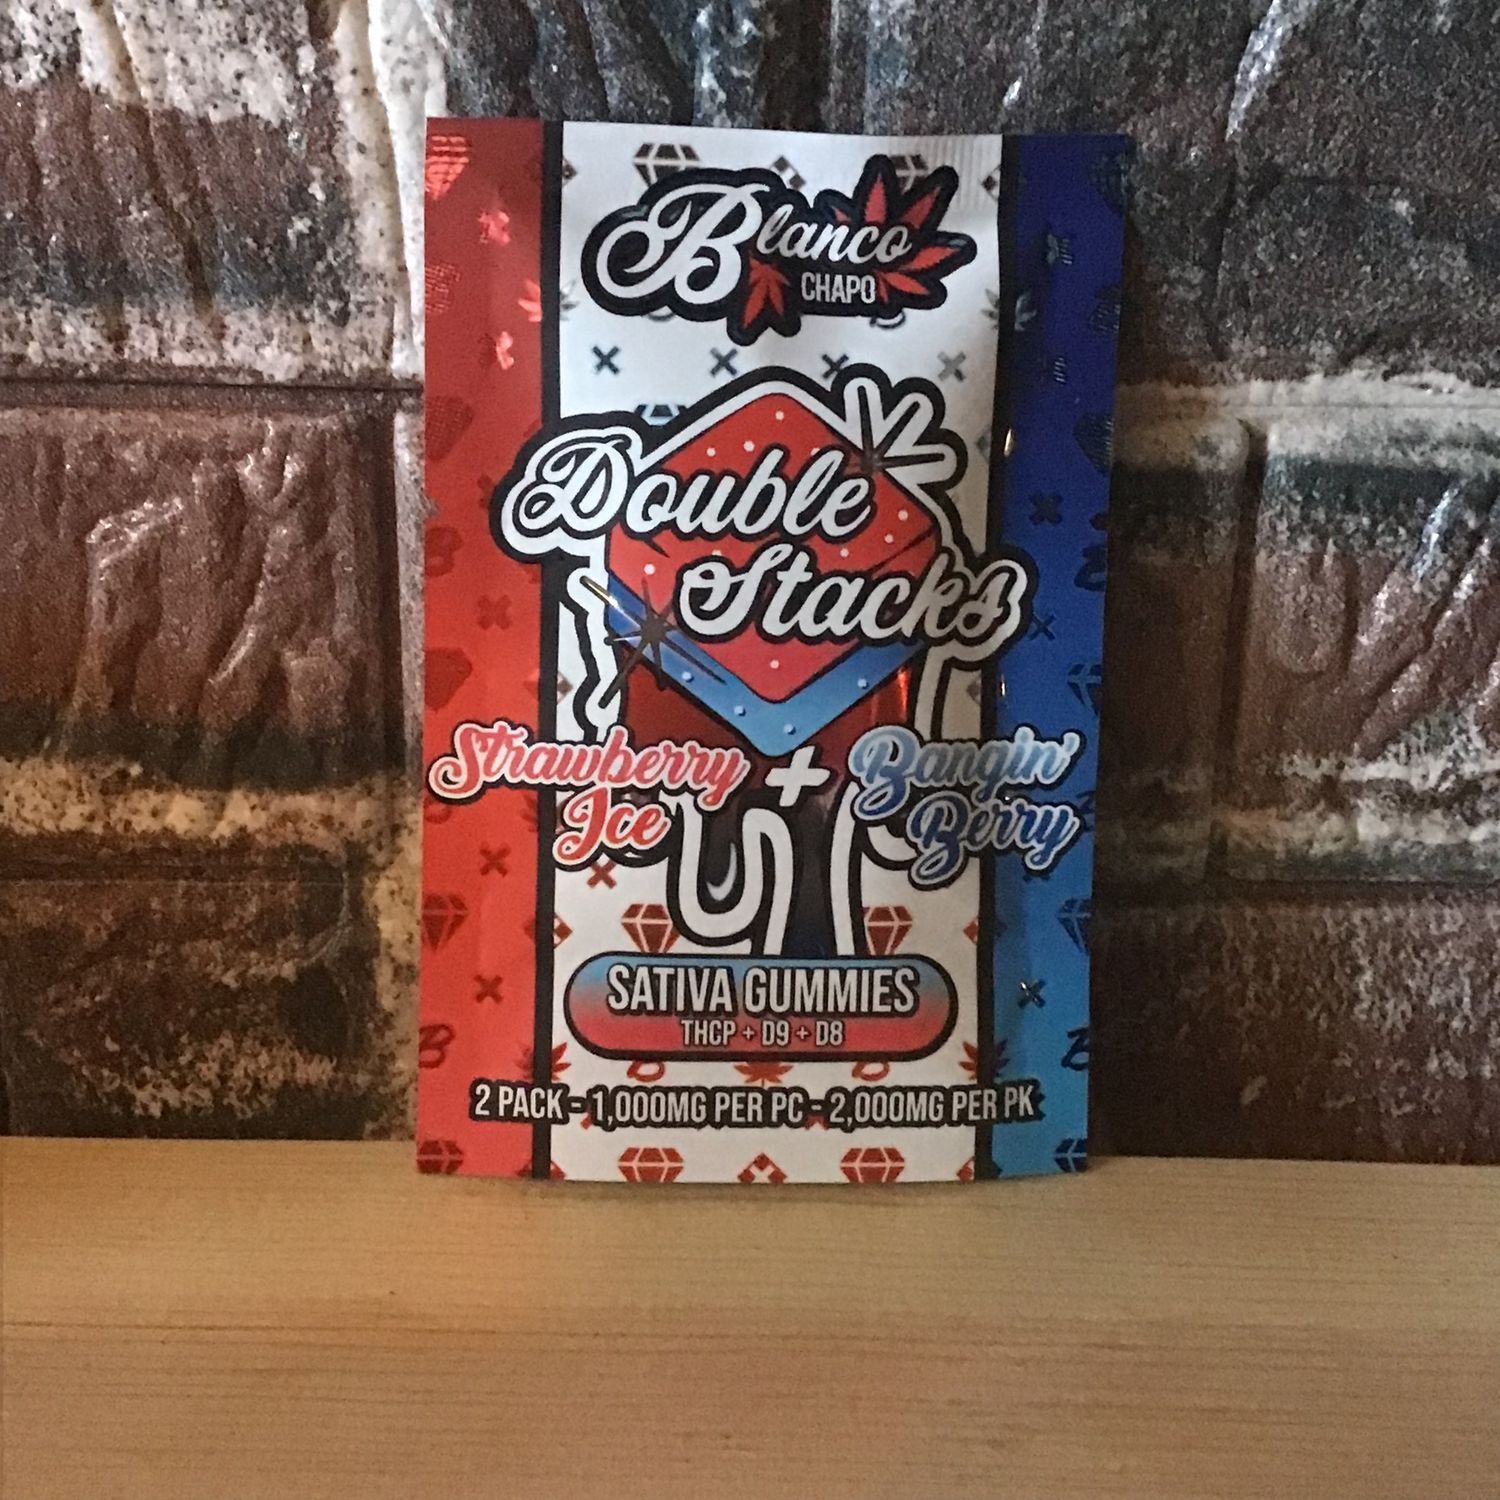 Blanco
CHAPO
Double
Stacks
Strawberry + Bangin'
Ice Berry
SATIVA GUMMIES
THCP + D9 + D8
2 PACK - 1,000MG PER PC - 2,000MG PER PK